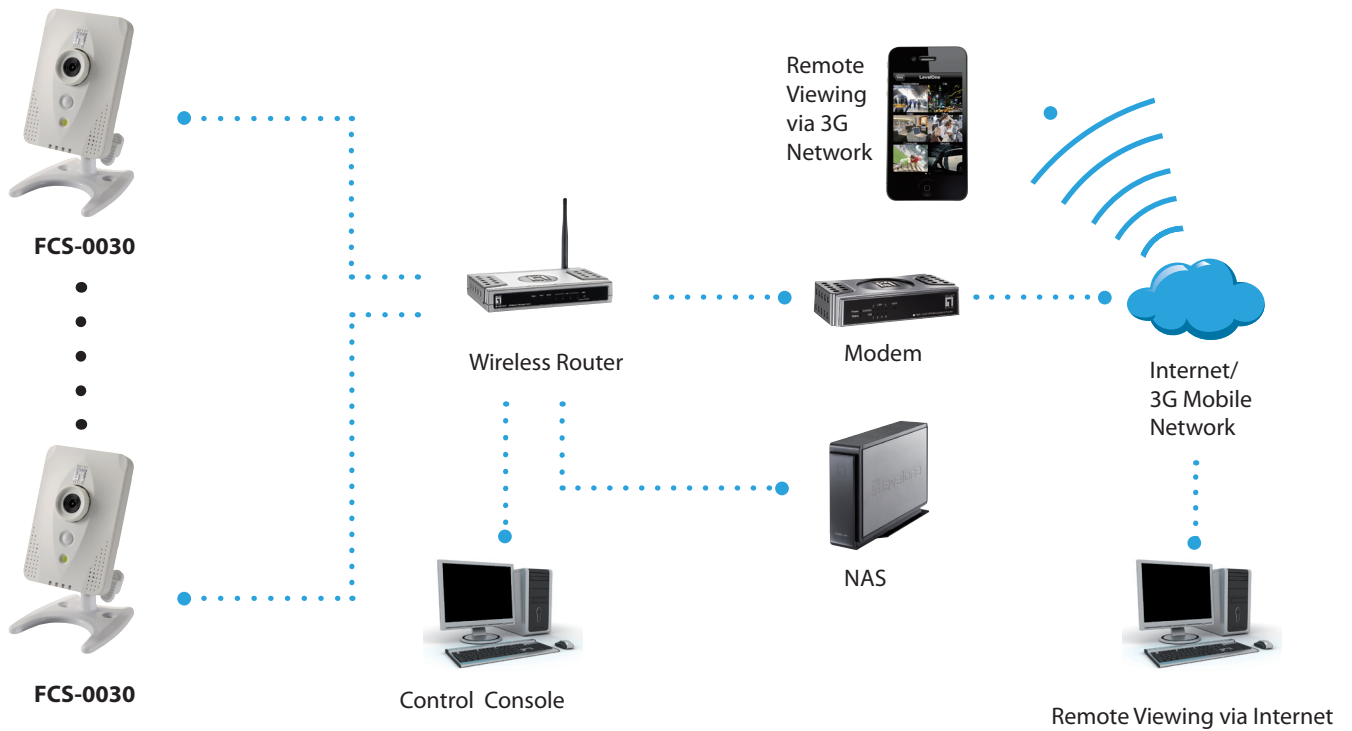 Remote
Viewing
via 3G
Network
LevelOne
FCS-0030
Wireless Router
Modem
Internet/
3G Mobile
Network
NAS
FCS-0030
Control Console
Remote Viewing via Internet